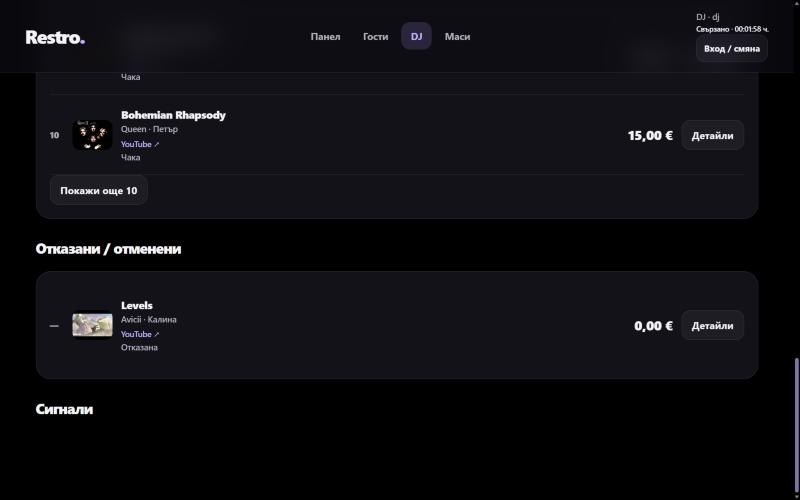 Restro.
Панел
Гости
DJ
Маси
DJ · dj
Свързано · 00:01:58 ч.
Вход / смяна
Чака
10
Bohemian Rhapsody
Queen · Петър
YouTube ↗
Чака
15,00 €
Детайли
Покажи още 10
Отказани / отменени
—
Levels
Avicii · Калина
YouTube ↗
Отказана
0,00 €
Детайли
Сигнали